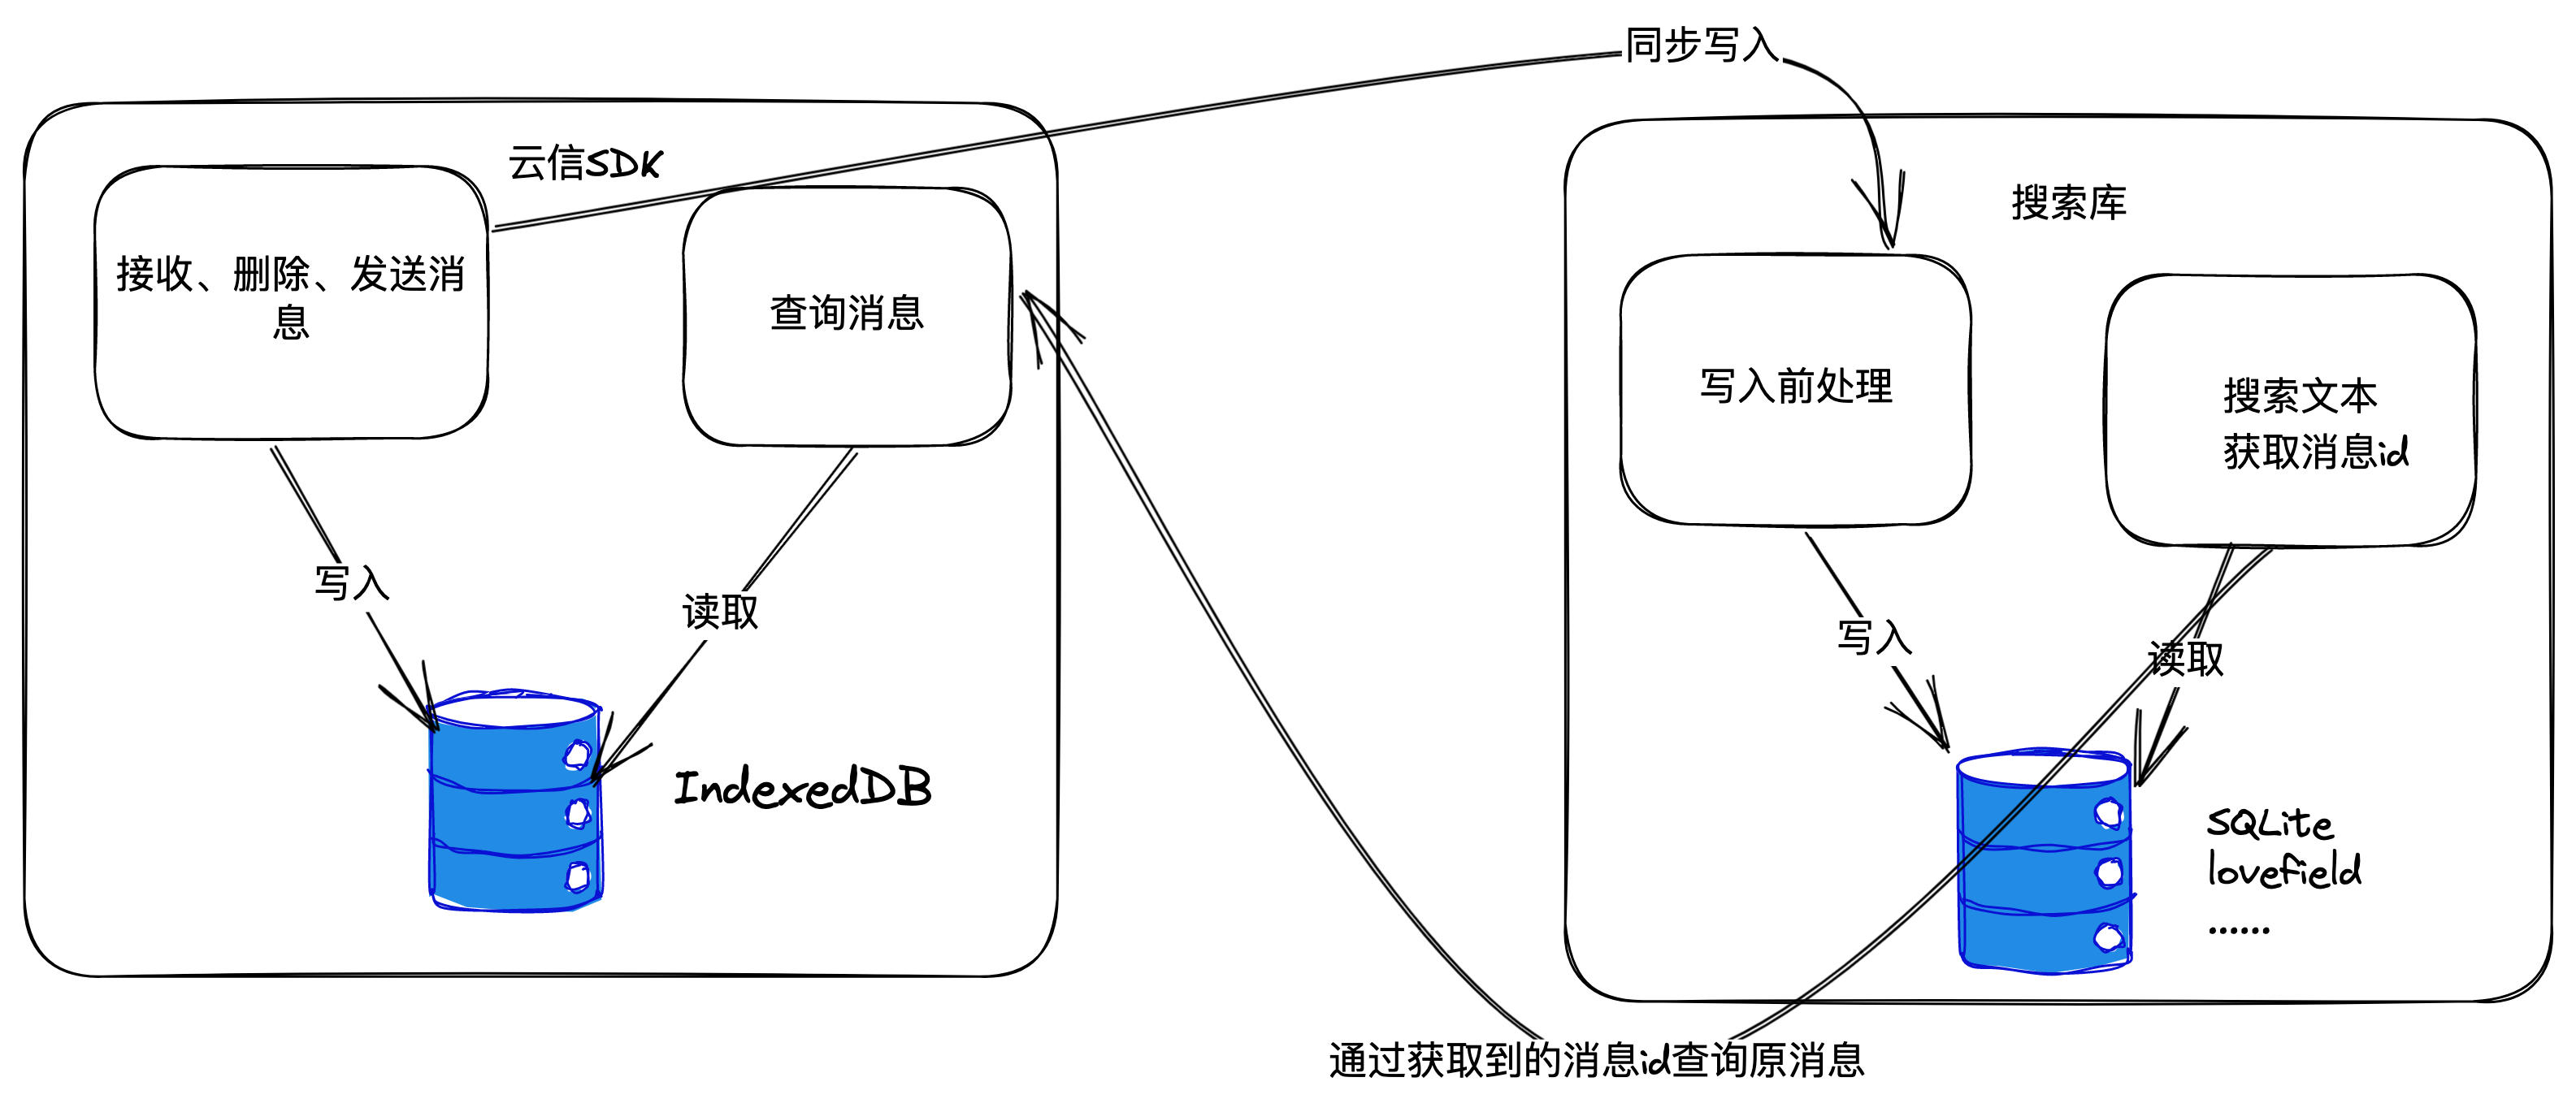 同步写入
云信SDK
搜索库
接收、删除、发送消
息
查询消息
写入前处理
搜索文本
获取消息id
写入
读取
写入
读取
IndexedDB
SQLite
lovefield
......
通过获取到的消息id查询原消息